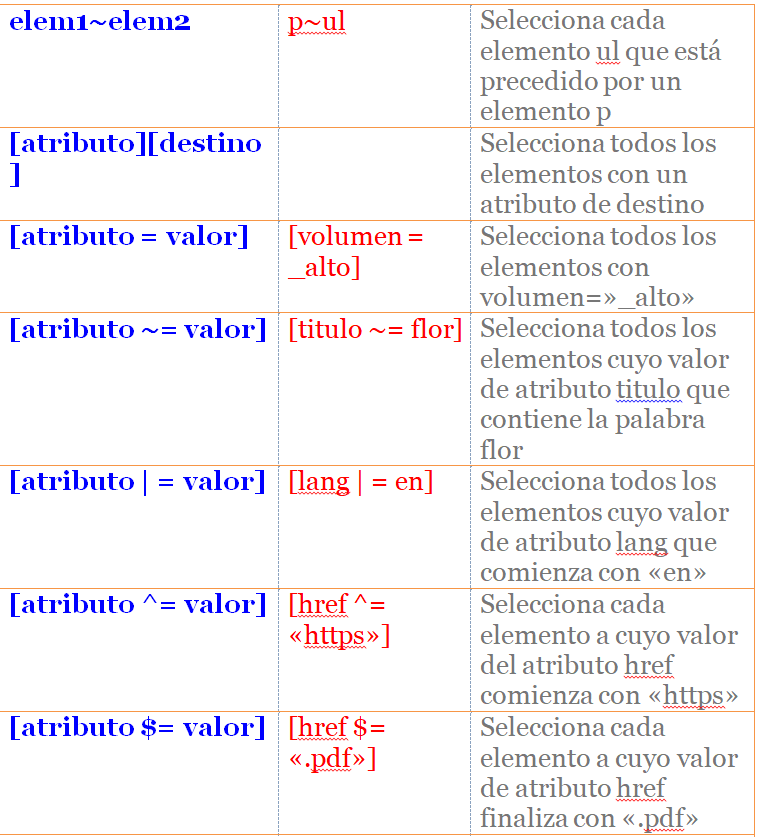 elem1~elem2
p~ul
Selecciona cada
elemento ul que está
precedido por un
elemento p
[atributo][destino
]
Selecciona todos los
elementos con un
atributo de destino
[atributo = valor]
[volumen =
_alto]
Selecciona todos los
elementos con
volumen=»_alto»
[atributo ~= valor]
[titulo ~= flor]
Selecciona todos los
elementos cuyo valor
de atributo titulo que
contiene la palabra
flor
[atributo | = valor]
[lang | = en]
Selecciona todos los
elementos cuyo valor
de atributo lang que
comienza con «en»
[atributo ^= valor]
[href ^=
«https»]
Selecciona cada
elemento a cuyo valor
del atributo href
comienza con «https»
[atributo $= valor]
[href $=
«.pdf»]
Selecciona cada
elemento a cuyo valor
de atributo href
finaliza con «.pdf»